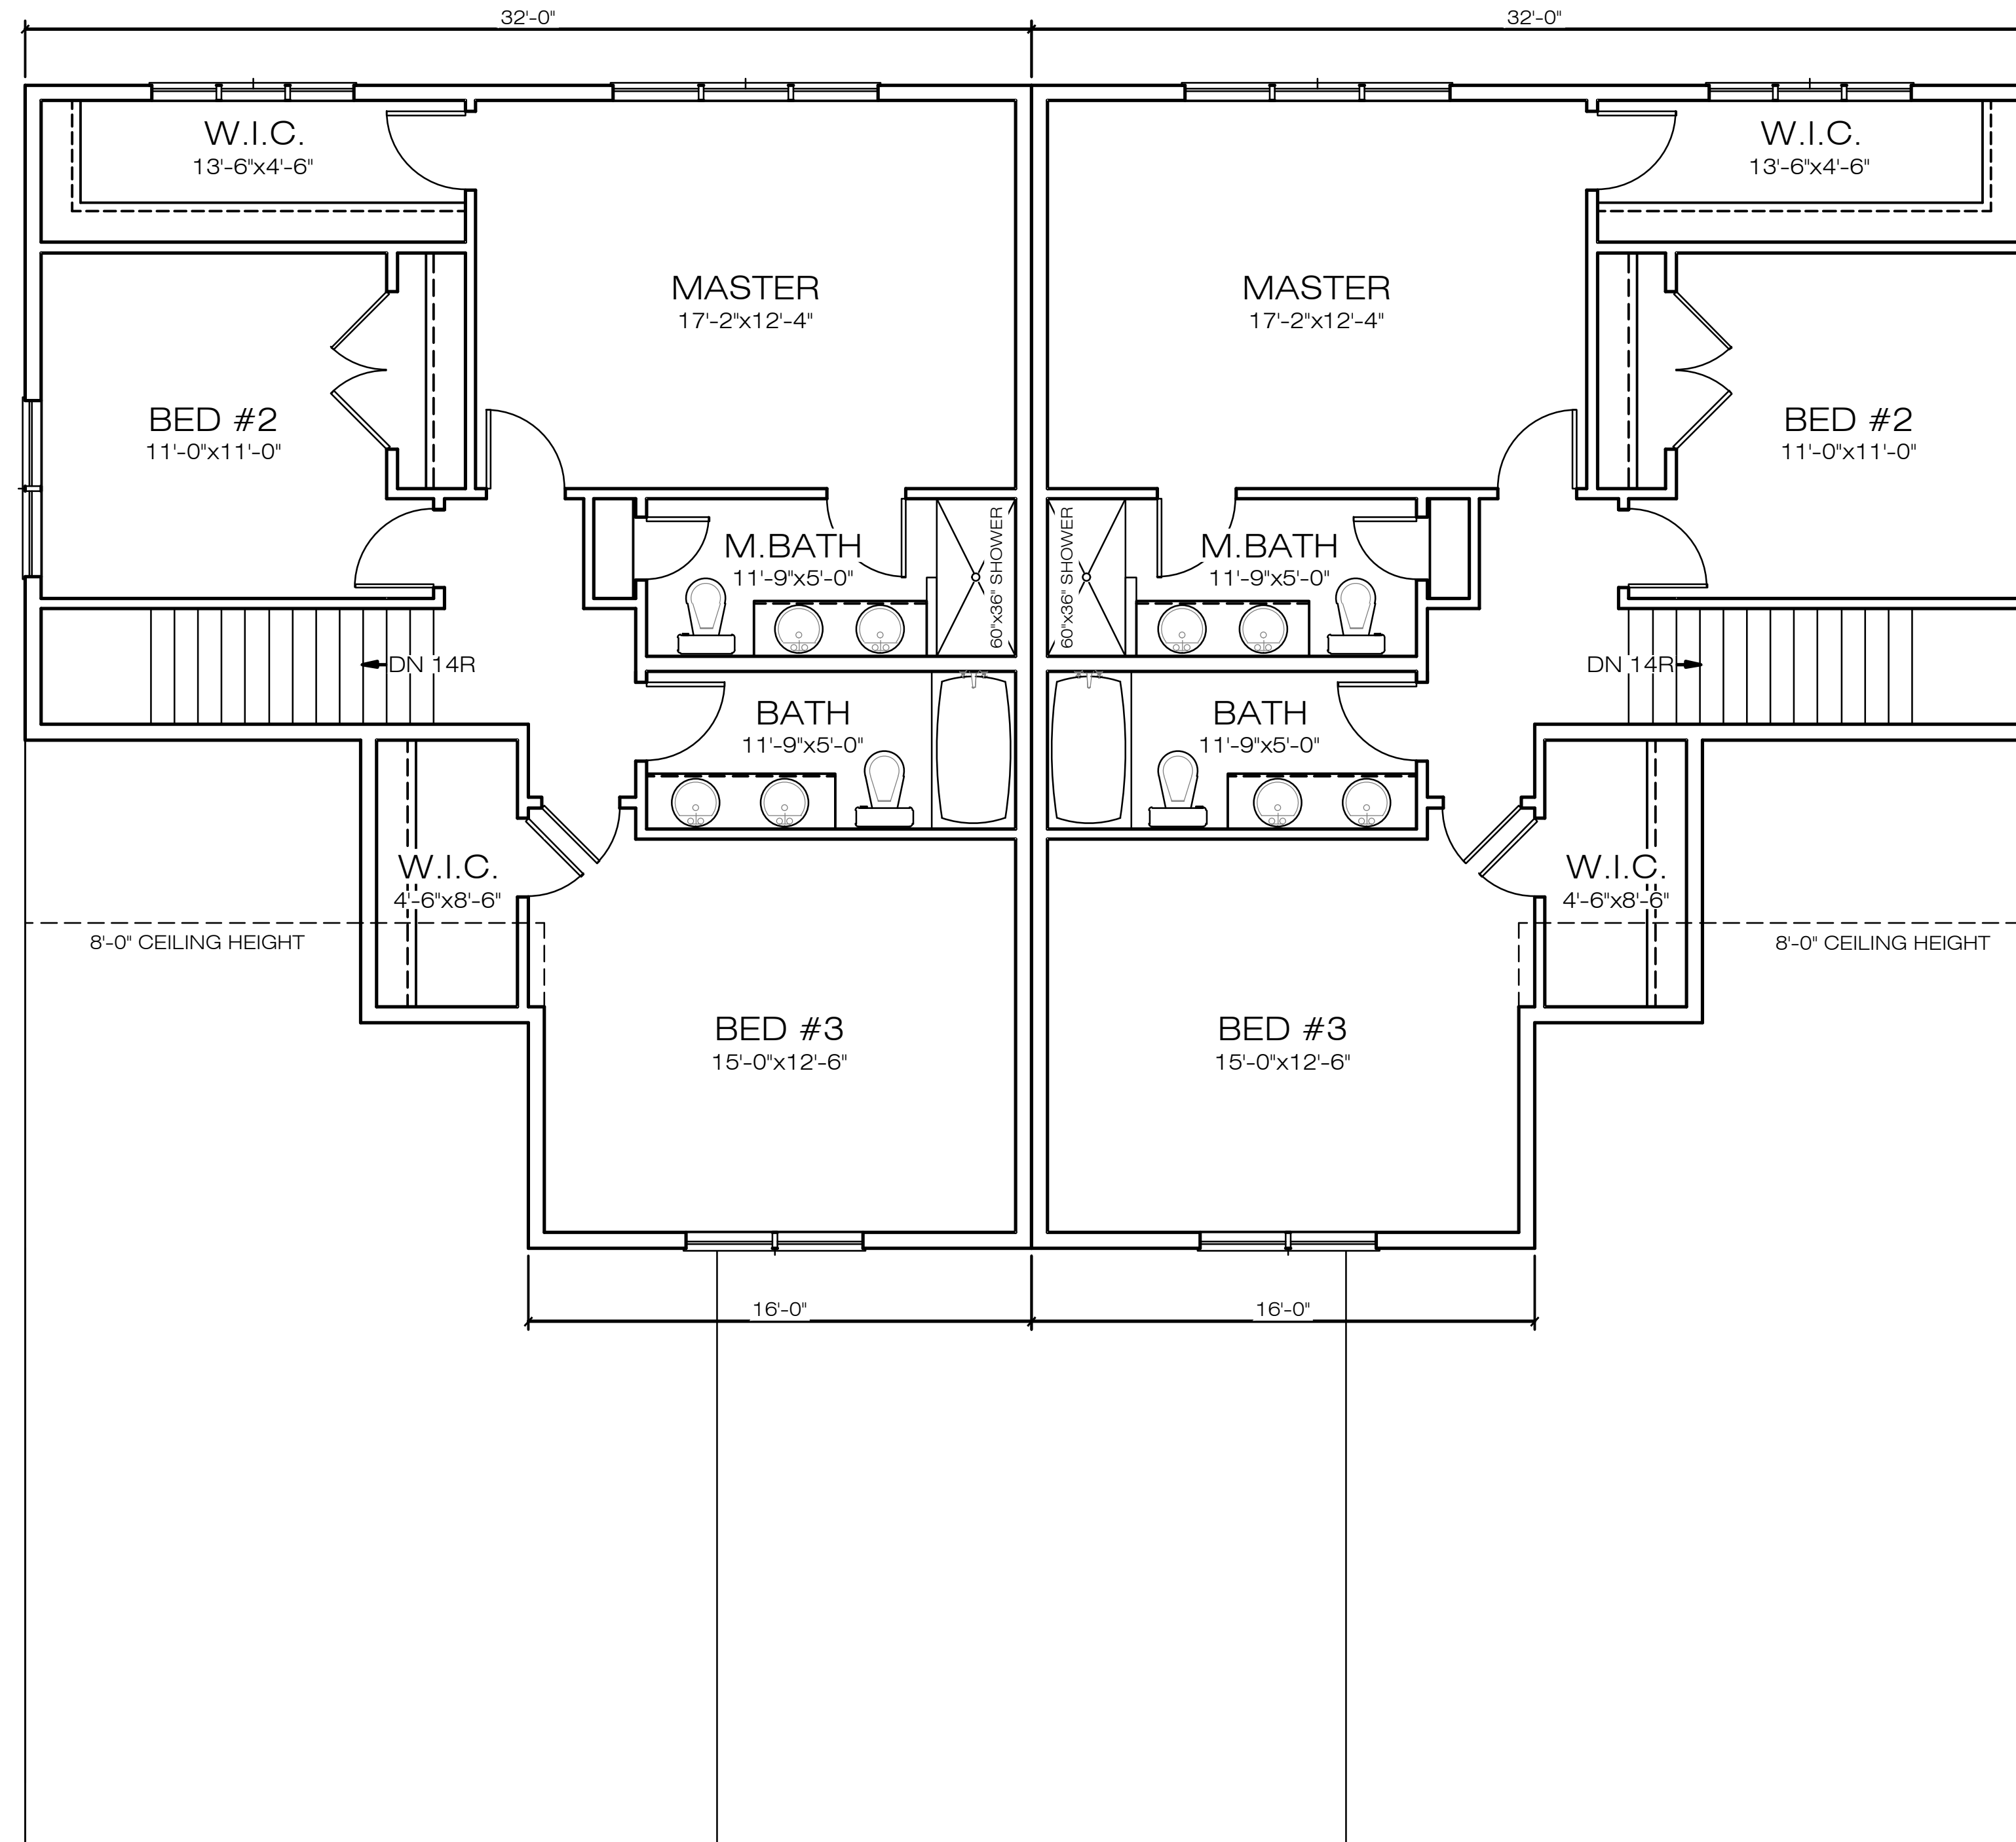 32'-0"
32'-0"
W.I.C.
13'-6"x4'-6"
W.I.C.
13'-6"x4'-6"
MASTER
17'-2"x12'-4"
MASTER
17'-2"x12'-4"
BED #2
11'-0"x11'-0"
BED #2
11'-0"x11'-0"
M.BATH
11'-9"x5'-0"
60"x36" SHOWER
60"x36" SHOWER
M.BATH
11'-9"x5'-0"
DN 14R
DN 14R
BATH
11'-9"x5'-0"
BATH
11'-9"x5'-0"
W.I.C.
4'-6"x8'-6"
W.I.C.
4'-6"x8'-6"
8'-0" CEILING HEIGHT
8'-0" CEILING HEIGHT
BED #3
15'-0"x12'-6"
BED #3
15'-0"x12'-6"
16'-0"
16'-0"